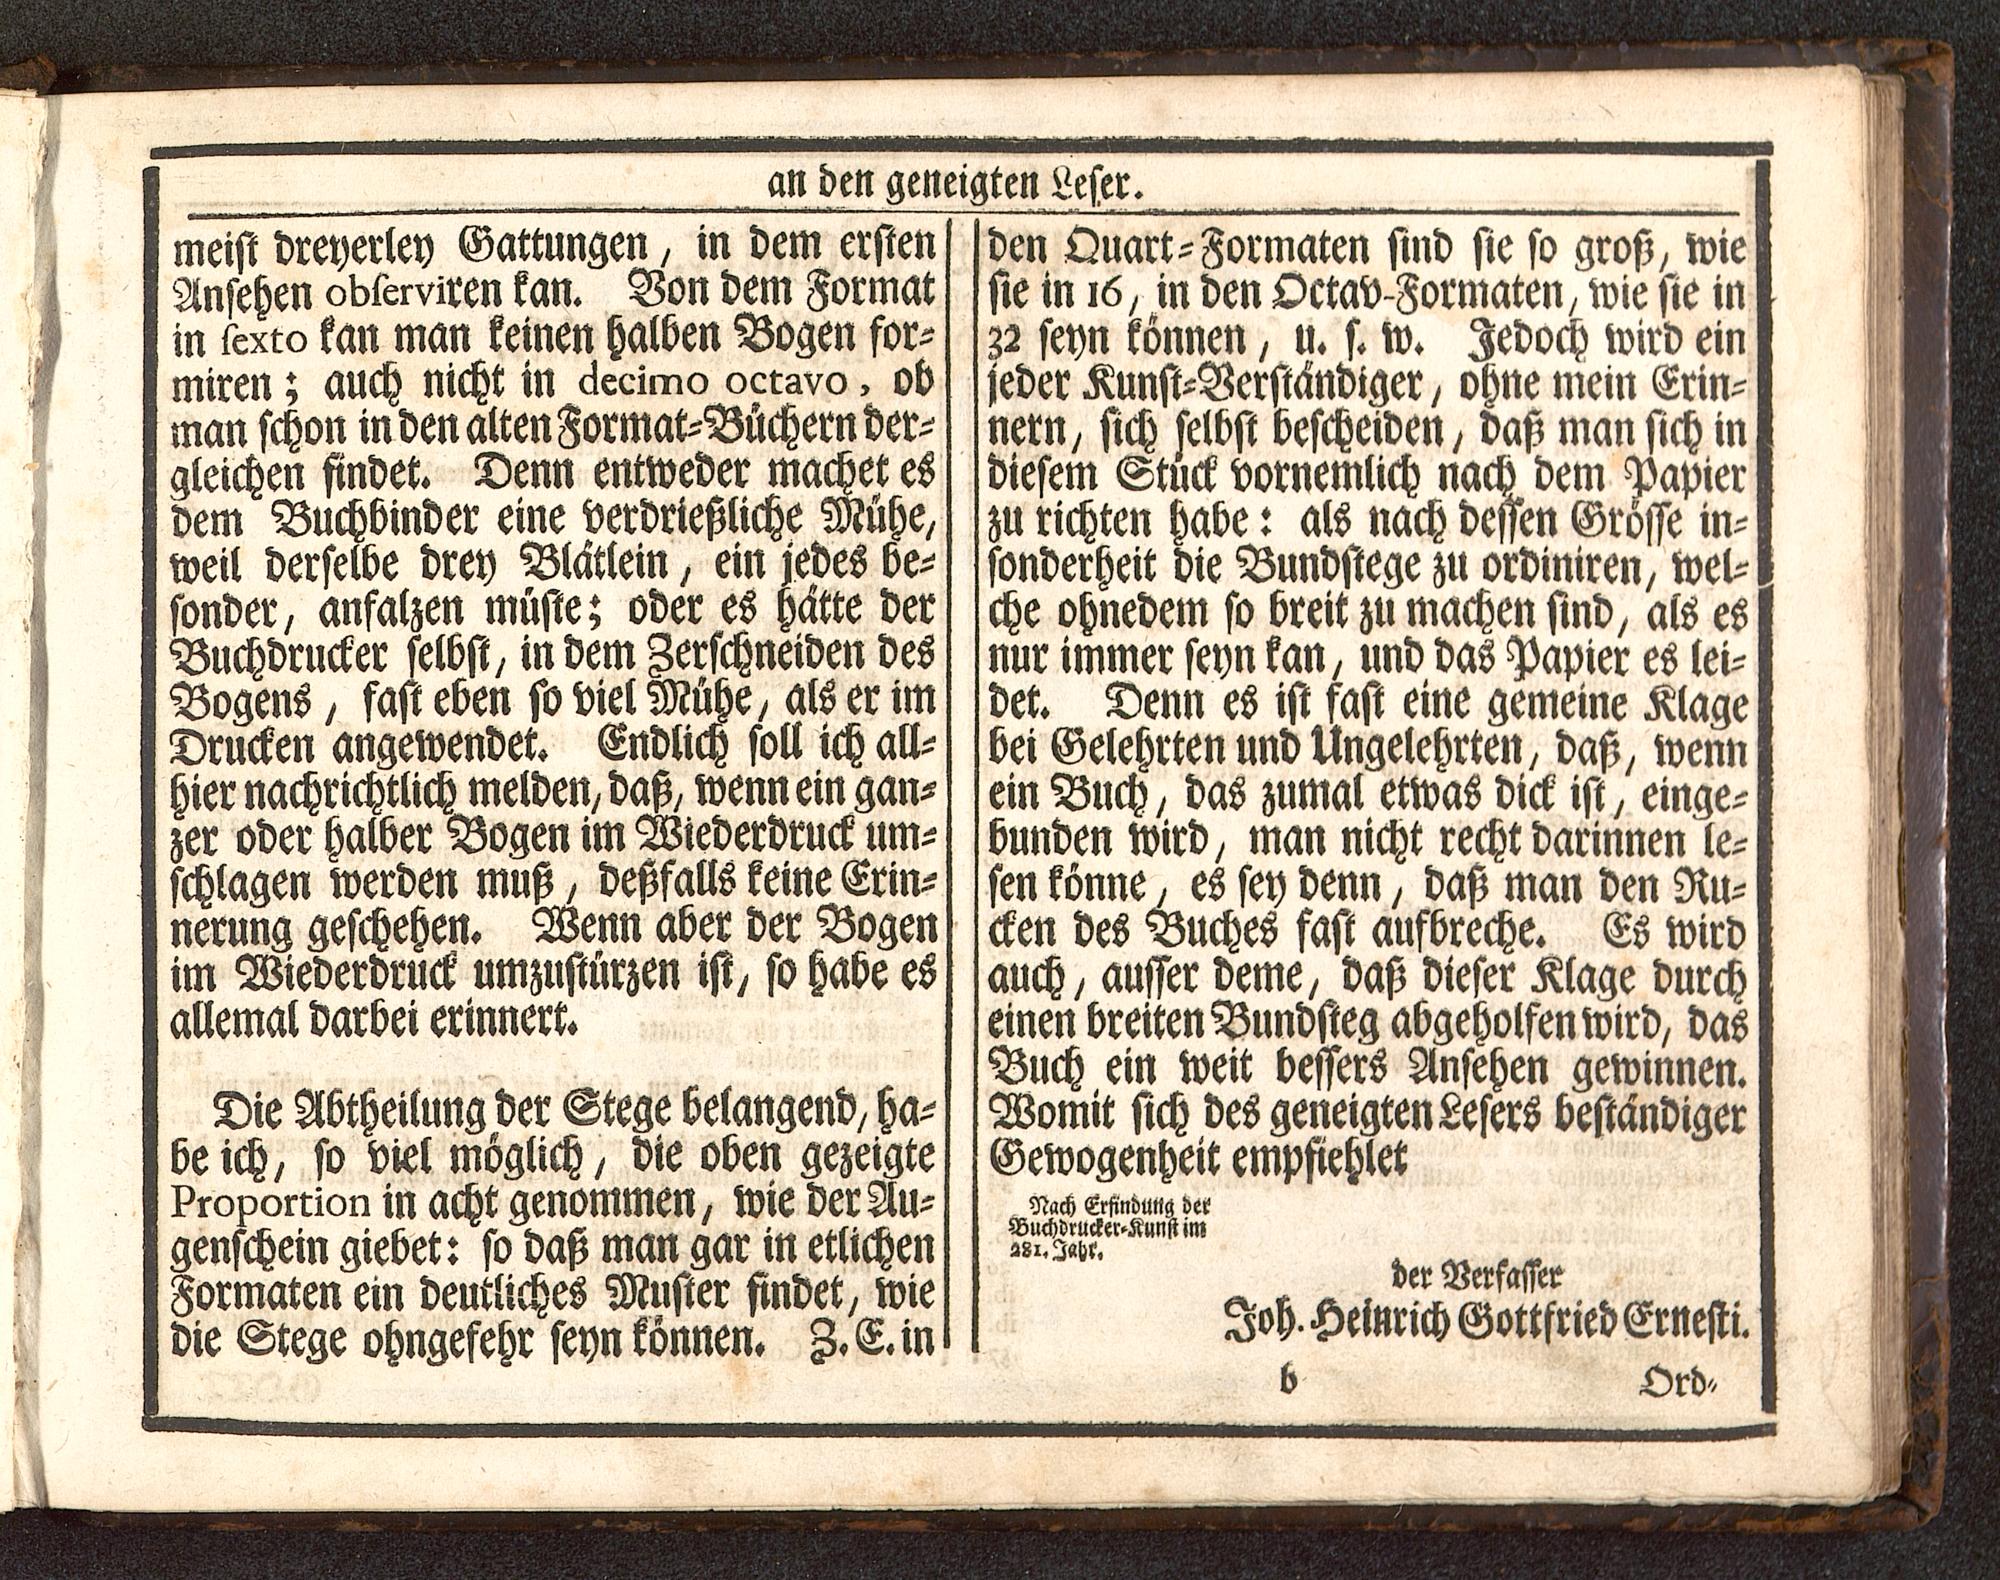 an den geneigten Leſer.
meiſt dreyerley Gattungen, in dem erſten
Anſehen obſerviren kan. Von dem Format
in ſexto kan man keinen halben Bogen for⸗
miren; auch nicht in decimo octavo, ob
man ſchon in den alten Format⸗Büchern der⸗
gleichen findet. Denn entweder machet es
dem Buchbinder eine verdrießliche Mühe,
weil derſelbe drey Blätlein, ein jedes be⸗
ſonder, anfalzen müſte; oder es hätte der
Buchdrucker ſelbſt, in dem Zerſchneiden des
Bogens, faſt eben ſo viel Mühe, als er im
Drucken angewendet. Endlich ſoll ich all⸗
hier nachrichtlich melden, daß, wenn ein gan⸗
zer oder halber Bogen im Wiederdruck um⸗
ſchlagen werden muß, deßfalls keine Erin⸗
nerung geſchehen. Wenn aber der Bogen
im Wiederdruck umzuſtürzen iſt, ſo habe es
allemal darbei erinnert.
Die Abtheilung der Stege belangend, ha⸗
be ich, ſo viel möglich, die oben gezeigte
Proportion in acht genommen, wie der Au⸗
genſchein giebet: ſo daß man gar in etlichen
Formaten ein deutliches Muſter findet, wie
die Stege ohngefehr ſeyn können. Z. E. in
den Quart⸗Formaten ſind ſie ſo groß, wie
ſie in 16, in den Octav-Formaten, wie ſie in
32 ſeyn können, u. ſ. w. Jedoch wird ein
jeder Kunſt⸗Verſtändiger, ohne mein Erin⸗
nern, ſich ſelbſt beſcheiden, daß man ſich in
dieſem Stück vornemlich nach dem Papier
zu richten habe: als nach deſſen Gröſſe in⸗
ſonderheit die Bundſtege zu ordiniren, wel⸗
che ohnedem ſo breit zu machen ſind, als es
nur immer ſeyn kan, und das Papier es lei⸗
det. Denn es iſt faſt eine gemeine Klage
bei Gelehrten und Ungelehrten, daß, wenn
ein Buch, das zumal etwas dick iſt, einge⸗
bunden wird, man nicht recht darinnen le⸗
ſen könne, es ſey denn, daß man den Ru⸗
cken des Buches faſt aufbreche. Es wird
auch, auſſer deme, daß dieſer Klage durch
einen breiten Bundſteg abgeholfen wird, das
Buch ein weit beſſers Anſehen gewinnen.
Womit ſich des geneigten Leſers beſtändiger
Gewogenheit empfiehlet
Nach Erfindung der
Buchdrucker⸗Kunſt im
281. Jahr.
der Verfaſſer
Joh. Heinrich Gottfried Erneſti.
b Ord⸗